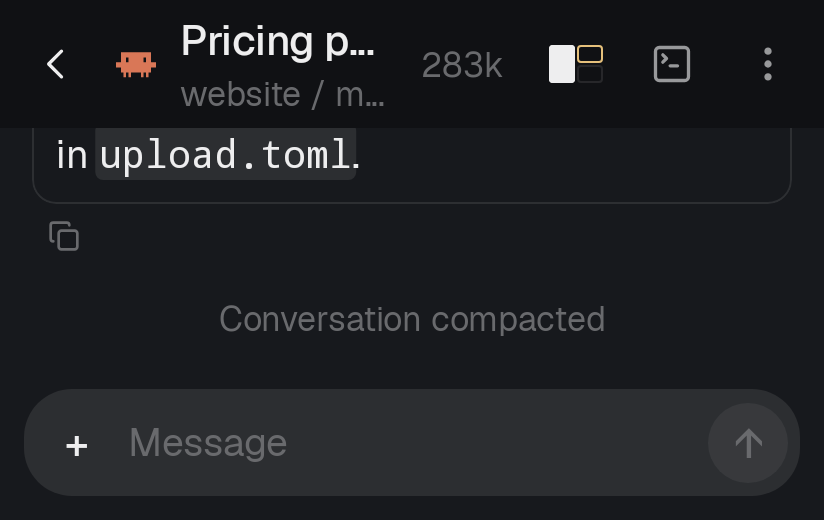 Pricing p...
website / m...
283k
in upload.toml.
Conversation compacted
+ Message